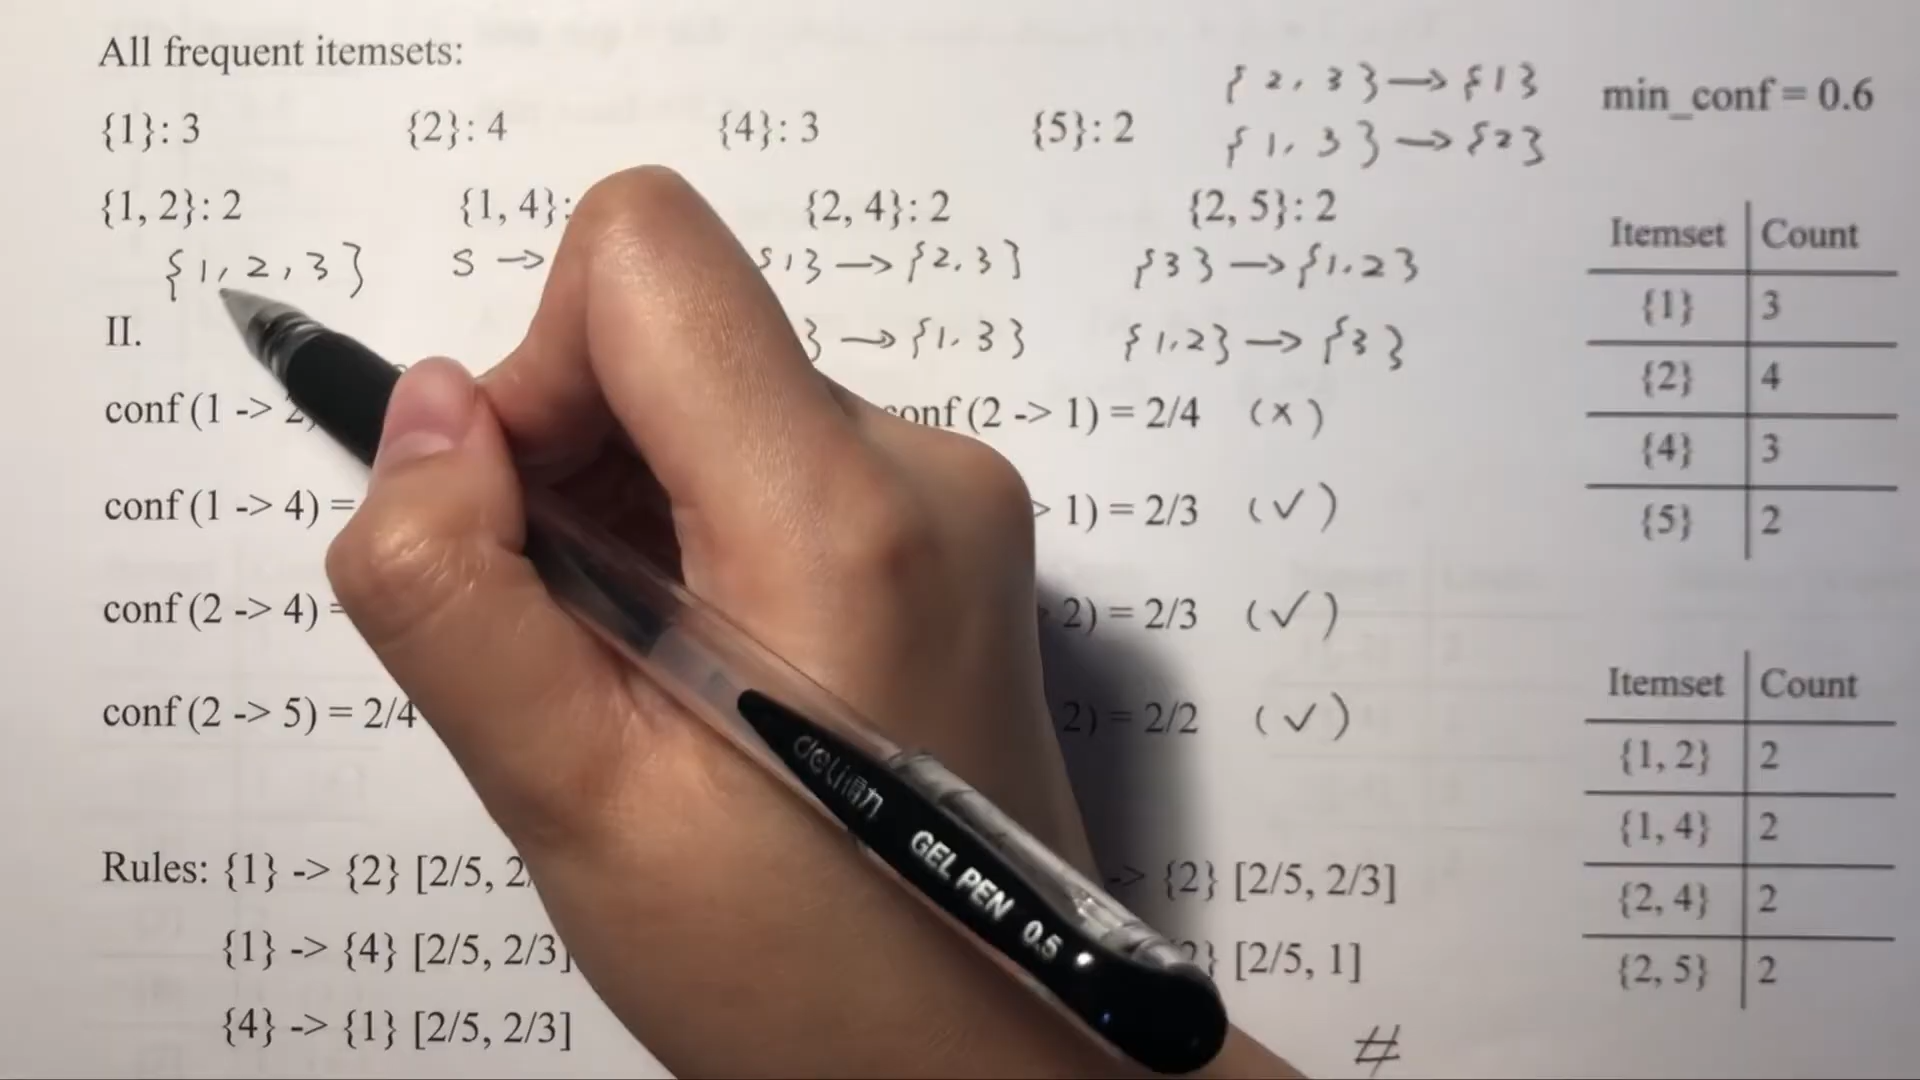 All frequent itemsets:
{2, 3} → {1}
min_conf = 0.6
{1}: 3 {2}: 4 {4}: 3 {5}: 2
{1, 3} → {2}
{1, 2}: 2 {1, 4}: {2, 4}: 2 {2, 5}: 2
{1, 2, 3} S → {1} → {2, 3} {3} → {1, 2}
II.
} → {1, 3} {1, 2} → {3}
conf (1 -> 2) conf (2 -> 1) = 2/4 (×)
conf (1 -> 4) = > 1) = 2/3 (✓)
conf (2 -> 4) = 2) = 2/3 (✓)
conf (2 -> 5) = 2/4 2) = 2/2 (✓)
Rules: {1} -> {2} [2/5, -> {2} [2/5, 2/3]
{1} -> {4} [2/5, 2/3] 2} [2/5, 1]
{4} -> {1} [2/5, 2/3]
#
Itemset Count
{1} 3
{2} 4
{4} 3
{5} 2
Itemset Count
{1, 2} 2
{1, 4} 2
{2, 4} 2
{2, 5} 2
deli得力
GEL PEN 0.5